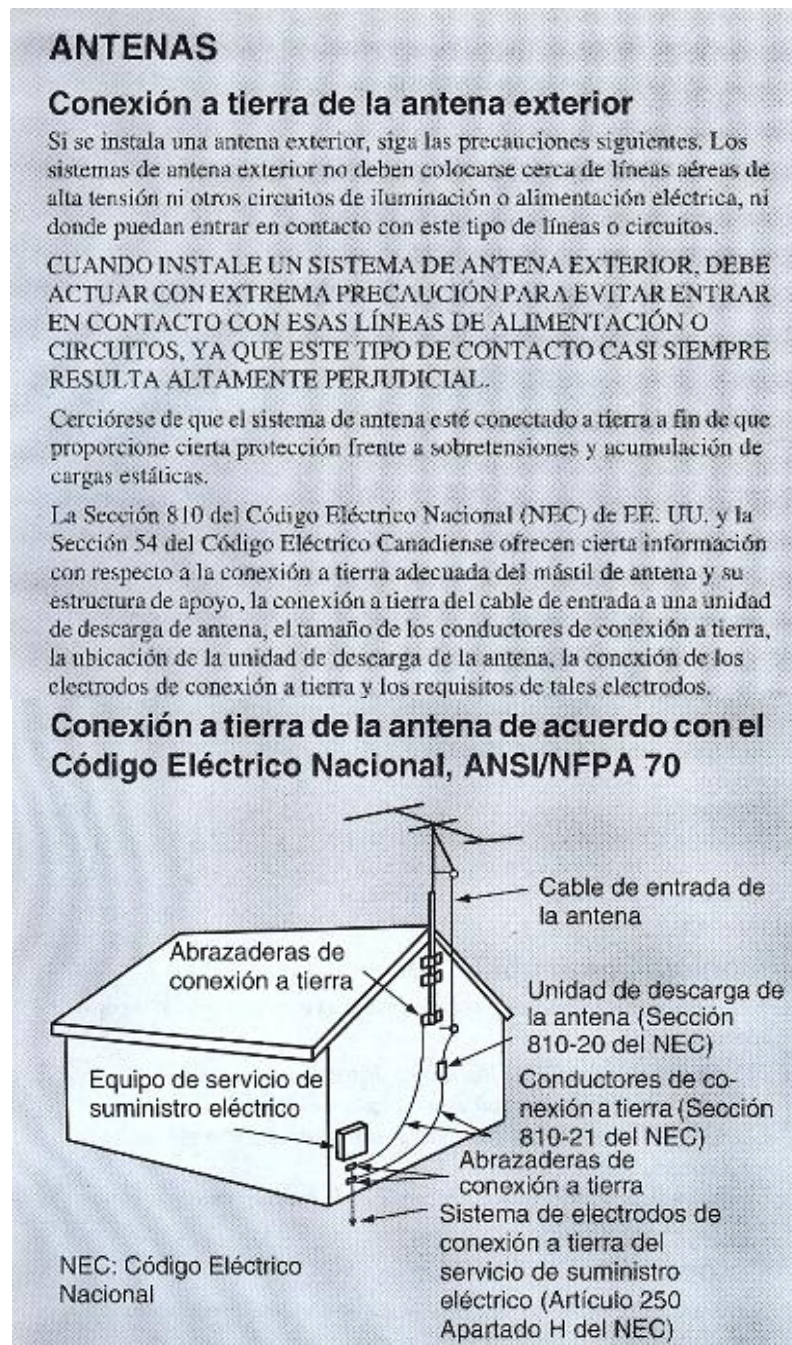 ANTENAS
Conexión a tierra de la antena exterior
Si se instala una antena exterior, siga las precauciones siguientes. Los
sistemas de antena exterior no deben colocarse cerca de líneas aéreas de
alta tensión ni otros circuitos de iluminación o alimentación eléctrica, ni
donde puedan entrar en contacto con este tipo de líneas o circuitos.
CUANDO INSTALE UN SISTEMA DE ANTENA EXTERIOR, DEBE
ACTUAR CON EXTREMA PRECAUCIÓN PARA EVITAR ENTRAR
EN CONTACTO CON ESAS LÍNEAS DE ALIMENTACIÓN O
CIRCUITOS, YA QUE ESTE TIPO DE CONTACTO CASI SIEMPRE
RESULTA ALTAMENTE PERJUDICIAL.
Cerciórese de que el sistema de antena esté conectado a tierra a fin de que
proporcione cierta protección frente a sobretensiones y acumulación de
cargas estáticas.
La Sección 810 del Código Eléctrico Nacional (NEC) de EE. UU. y la
Sección 54 del Código Eléctrico Canadiense ofrecen cierta información
con respecto a la conexión a tierra adecuada del mástil de antena y su
estructura de apoyo, la conexión a tierra del cable de entrada a una unidad
de descarga de antena, el tamaño de los conductores de conexión a tierra,
la ubicación de la unidad de descarga de la antena, la conexión de los
electrodos de conexión a tierra y los requisitos de tales electrodos.
Conexión a tierra de la antena de acuerdo con el
Código Eléctrico Nacional, ANSI/NFPA 70
Cable de entrada de
la antena
Abrazaderas de
conexión a tierra
Unidad de descarga de
la antena (Sección
810-20 del NEC)
Equipo de servicio de
suministro eléctrico
Conductores de co-
nexión a tierra (Sección
810-21 del NEC)
Abrazaderas de
conexión a tierra
Sistema de electrodos de
conexión a tierra del
servicio de suministro
eléctrico (Artículo 250
Apartado H del NEC)
NEC: Código Eléctrico
Nacional